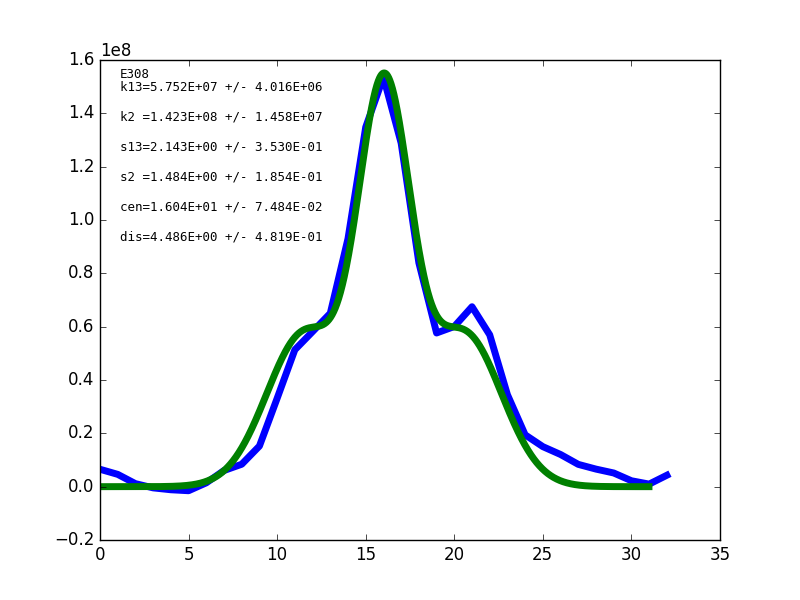 1e8
E308
k13=5.752E+07 +/- 4.016E+06
k2 =1.423E+08 +/- 1.458E+07
s13=2.143E+00 +/- 3.530E-01
s2 =1.484E+00 +/- 1.854E-01
cen=1.604E+01 +/- 7.484E-02
dis=4.486E+00 +/- 4.819E-01
1.6
1.4
1.2
1.0
0.8
0.6
0.4
0.2
0.0
−0.2
0 5 10 15 20 25 30 35